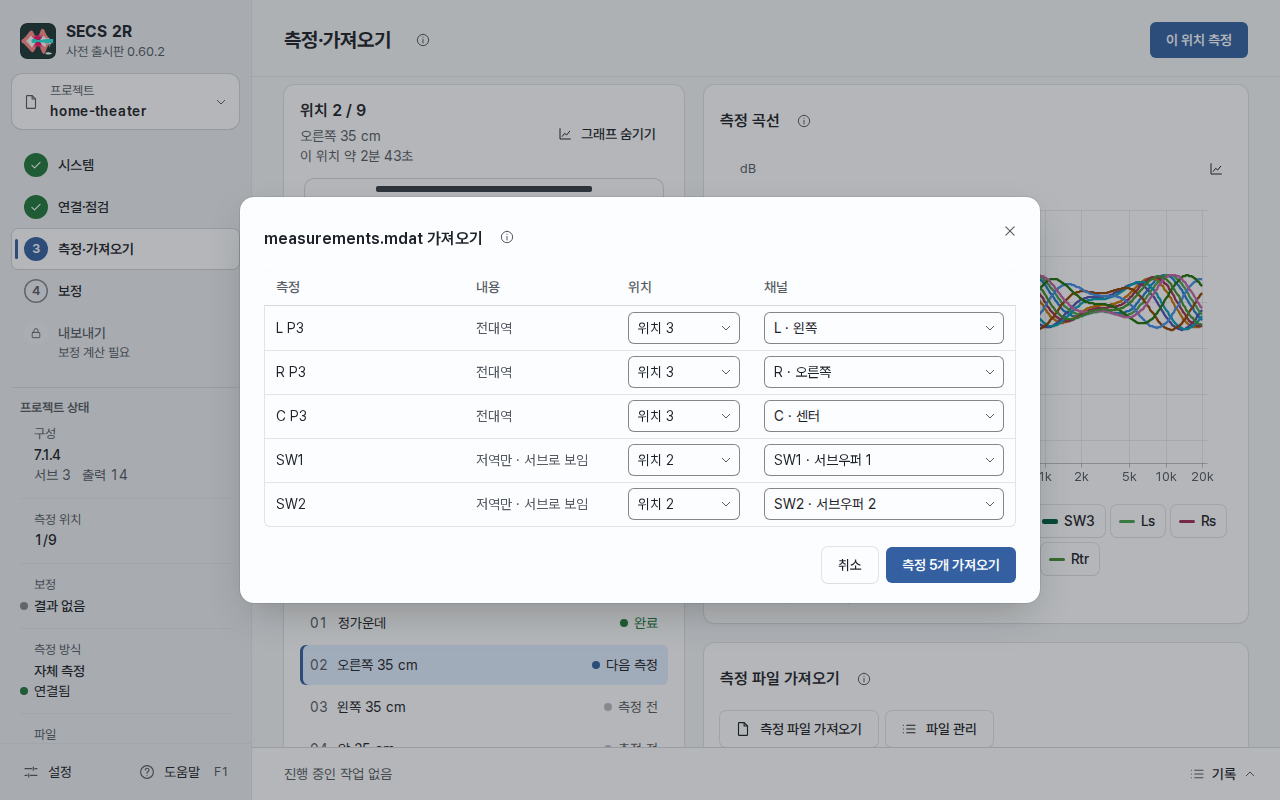 SECS 2R
사전 출시판 0.60.2
프로젝트
home-theater
시스템
연결·점검
3 측정·가져오기
4 보정
내보내기
보정 계산 필요
프로젝트 상태
구성
7.1.4
서브 3 출력 14
측정 위치
1/9
보정
결과 없음
측정 방식
자체 측정
연결됨
파일
설정
도움말 F1
측정·가져오기
이 위치 측정
위치 2 / 9
오른쪽 35 cm
이 위치 약 2분 43초
그래프 숨기기
측정 곡선
dB
measurements.mdat 가져오기
측정 내용 위치 채널
L P3 전대역 위치 3 L · 왼쪽
R P3 전대역 위치 3 R · 오른쪽
C P3 전대역 위치 3 C · 센터
SW1 저역만 · 서브로 보임 위치 2 SW1 · 서브우퍼 1
SW2 저역만 · 서브로 보임 위치 2 SW2 · 서브우퍼 2
취소
측정 5개 가져오기
1k 2k 5k 10k 20k
SW3 Ls Rs
Rtr
01 정가운데 완료
02 오른쪽 35 cm 다음 측정
03 왼쪽 35 cm 측정 전
측정 파일 가져오기
측정 파일 가져오기
파일 관리
진행 중인 작업 없음
기록